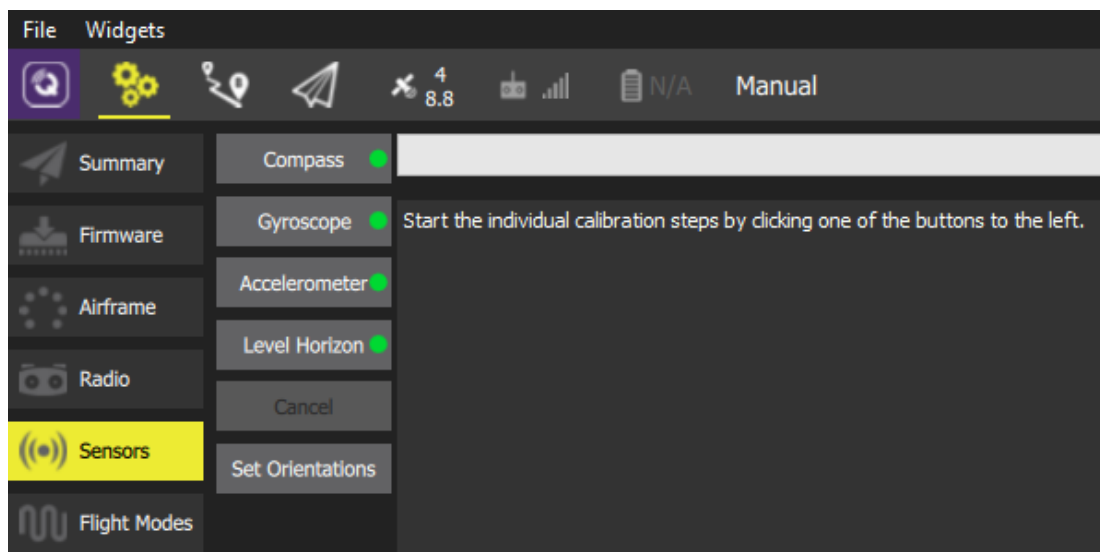 File Widgets
4
8.8
N/A
Manual
Summary
Firmware
Airframe
Radio
Sensors
Flight Modes
Compass
Gyroscope
Accelerometer
Level Horizon
Cancel
Set Orientations
Start the individual calibration steps by clicking one of the buttons to the left.